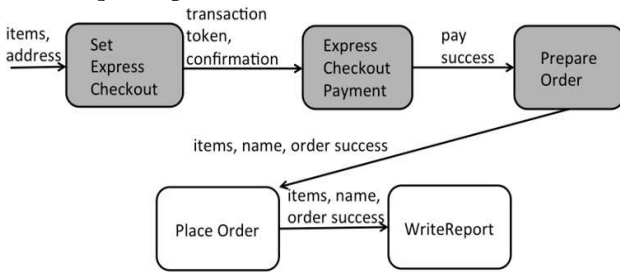 items,
address
Set
Express
Checkout
transaction
token,
confirmation
Express
Checkout
Payment
pay
success
Prepare
Order
items, name, order success
Place Order
items, name,
order success
WriteReport